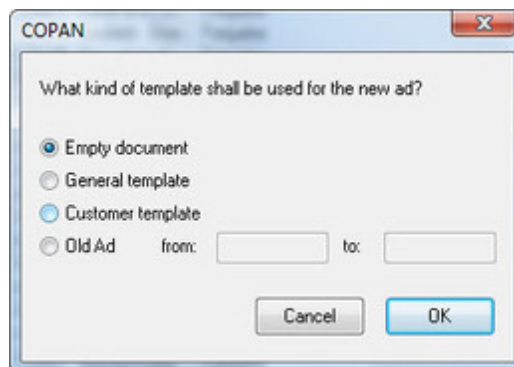 COPAN
What kind of template shall be used for the new ad?
Empty document
General template
Customer template
Old Ad from: to:
Cancel OK